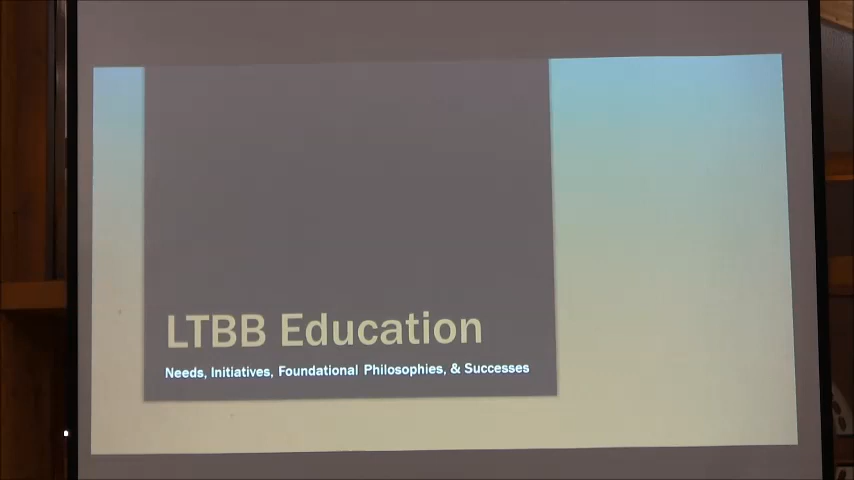 LTBB Education
Needs, Initiatives, Foundational Philosophies, & Successes